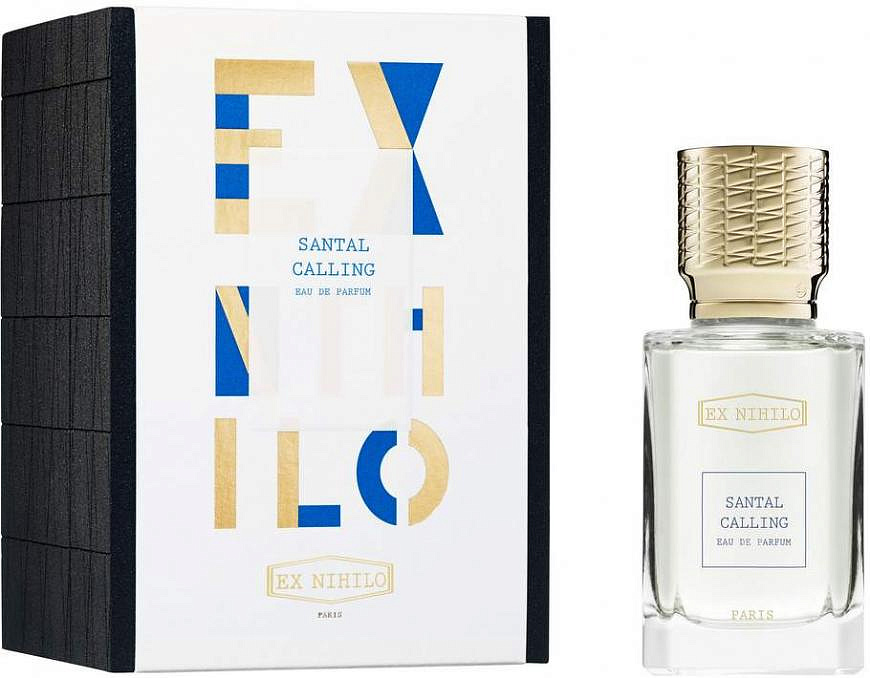 EX
NIHILO
SANTAL
CALLING
EAU DE PARFUM
EX NIHILO
PARIS
EX NIHILO
SANTAL
CALLING
EAU DE PARFUM
PARIS